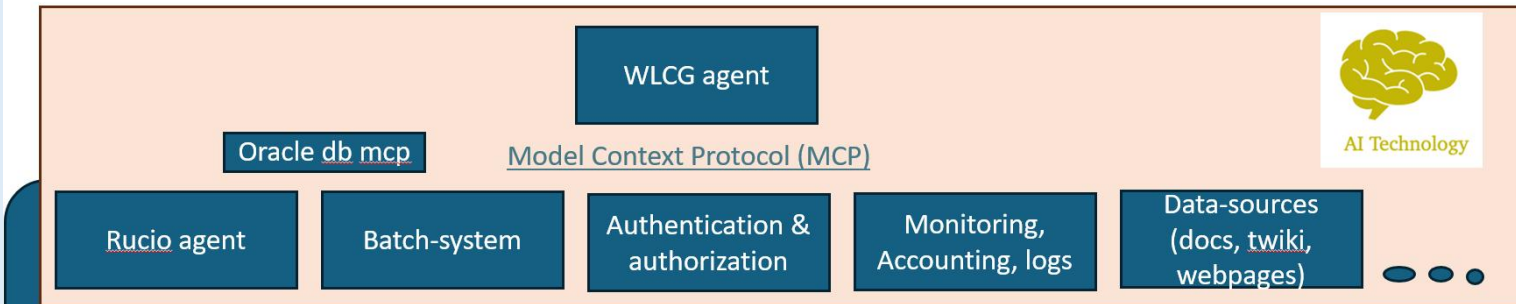 WLCG agent
AI Technology
Oracle db mcp
Model Context Protocol (MCP)
Rucio agent
Batch-system
Authentication &
authorization
Monitoring,
Accounting, logs
Data-sources
(docs, twiki,
webpages)